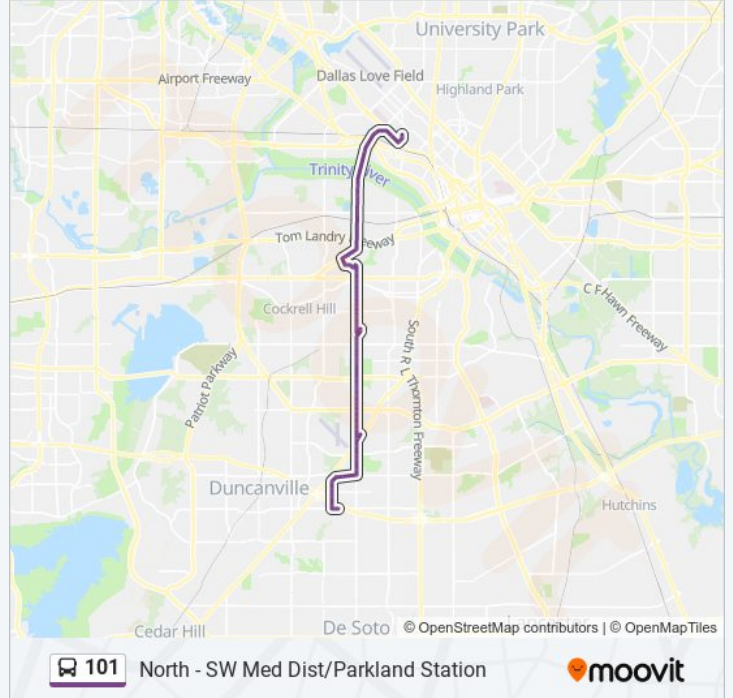 University Park
Airport Freeway
Dallas Love Field
Highland Park
Trinity River
Tom Landry Freeway
C F Hawn Freeway
Cockrell Hill
South R L Thornton Freeway
Patriot Parkway
Duncanville
Hutchins
Cedar Hill
De Soto
Lancaster
© OpenStreetMap contributors | © OpenMapTiles
101 North - SW Med Dist/Parkland Station
moovit